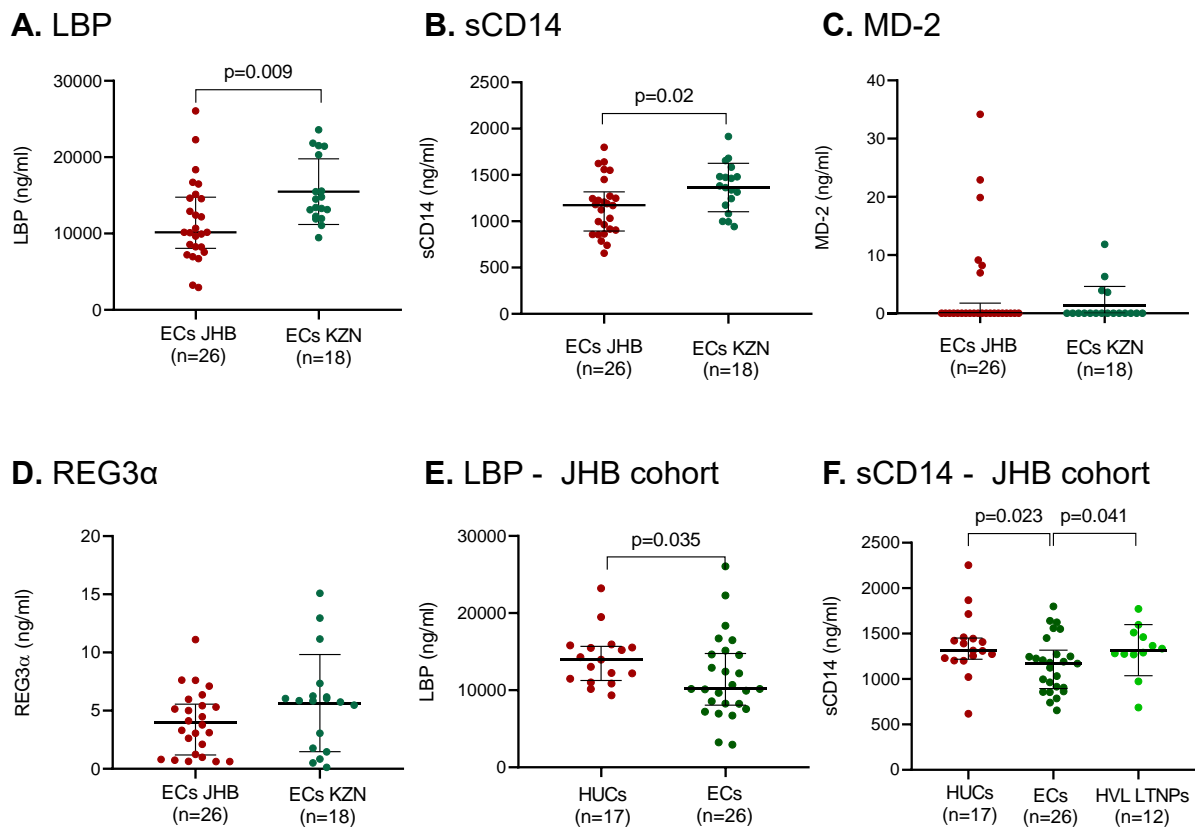 A. LBP
30000
20000
10000
0
LBP (ng/ml)
p=0.009
ECs JHB
(n=26)
ECs KZN
(n=18)
B. sCD14
2500
2000
1500
1000
500
0
sCD14 (ng/ml)
p=0.02
ECs JHB
(n=26)
ECs KZN
(n=18)
C. MD-2
40
30
20
10
0
MD-2 (ng/ml)
ECs JHB
(n=26)
ECs KZN
(n=18)
D. REG3α
20
15
10
5
0
REG3α (ng/ml)
ECs JHB
(n=26)
ECs KZN
(n=18)
E. LBP - JHB cohort
30000
20000
10000
0
LBP (ng/ml)
p=0.035
HUCs
(n=17)
ECs
(n=26)
F. sCD14 - JHB cohort
2500
2000
1500
1000
500
0
sCD14 (ng/ml)
p=0.023
p=0.041
HUCs
(n=17)
ECs
(n=26)
HVL LTNPs
(n=12)